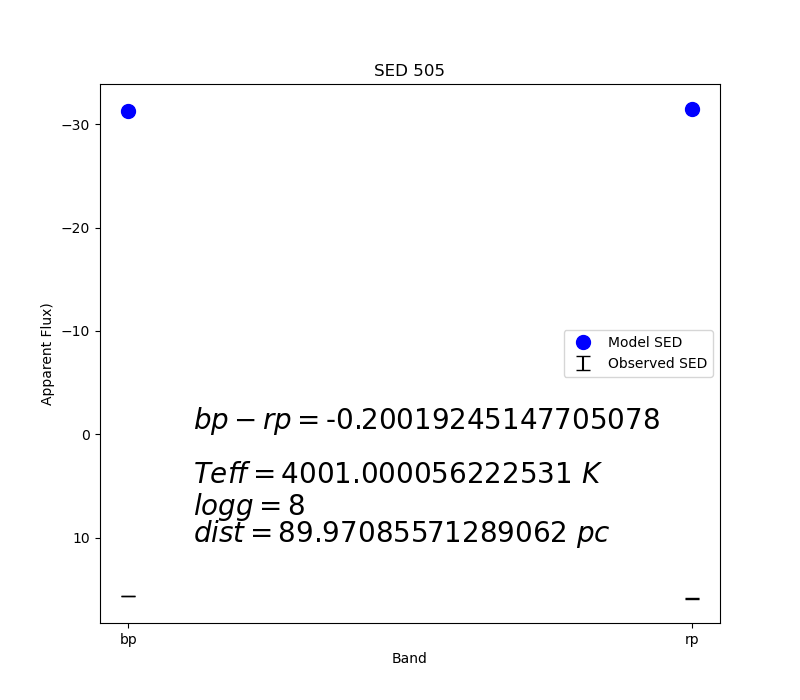 SED 505
−30
−20
−10
0
10
Apparent Flux)
Model SED
Observed SED
bp − rp = -0.20019245147705078
Teff = 4001.000056222531 K
logg = 8
dist = 89.97085571289062 pc
bp
rp
Band